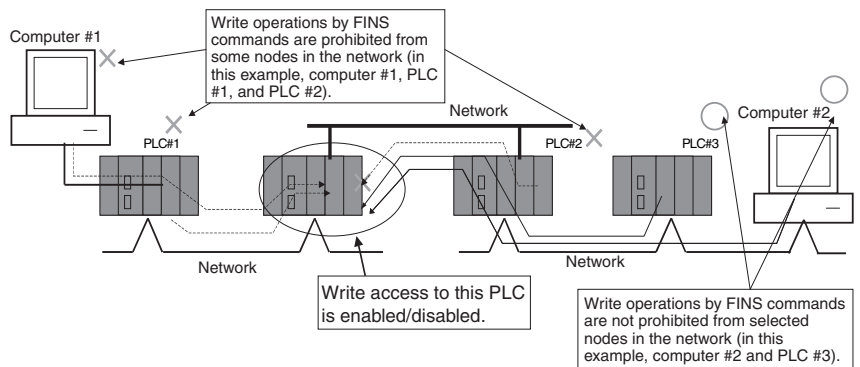 Computer #1
Write operations by FINS
commands are prohibited from
some nodes in the network (in
this example, computer #1, PLC
#1, and PLC #2).
Network
Computer #2
PLC#1
PLC#2
PLC#3
Network
Network
Write access to this PLC
is enabled/disabled.
Write operations by FINS commands
are not prohibited from selected
nodes in the network (in this
example, computer #2 and PLC #3).